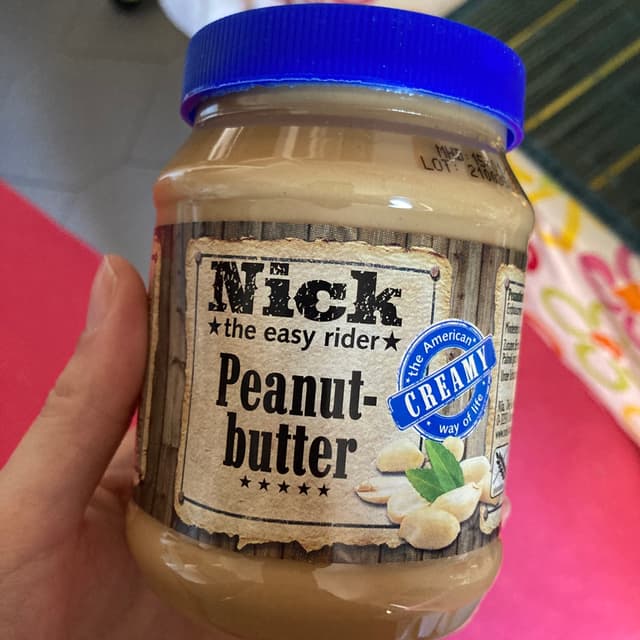 LOT:
Nick
★the easy rider★
Peanut-
butter
★★★★★
the American
CREAMY
way of life